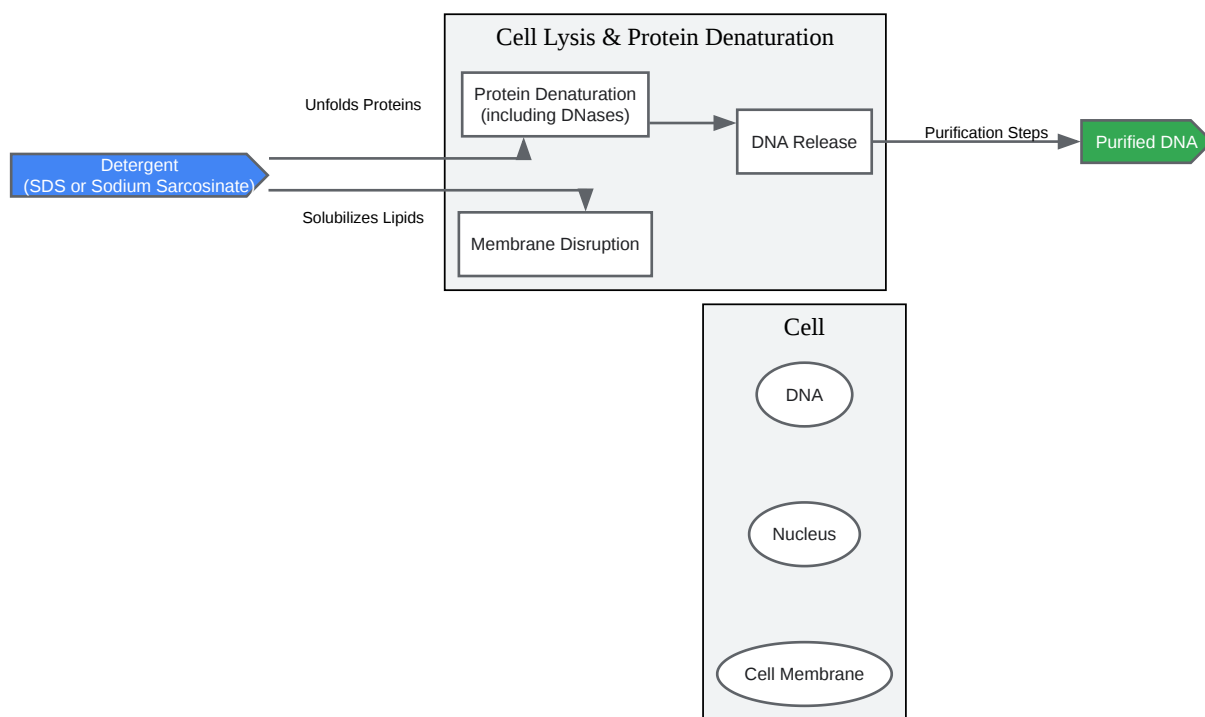 Cell Lysis & Protein Denaturation
Unfolds Proteins
Protein Denaturation
(including DNases)
DNA Release
Purification Steps
Purified DNA
Detergent
(SDS or Sodium Sarcosinate)
Solubilizes Lipids
Membrane Disruption
Cell
DNA
Nucleus
Cell Membrane